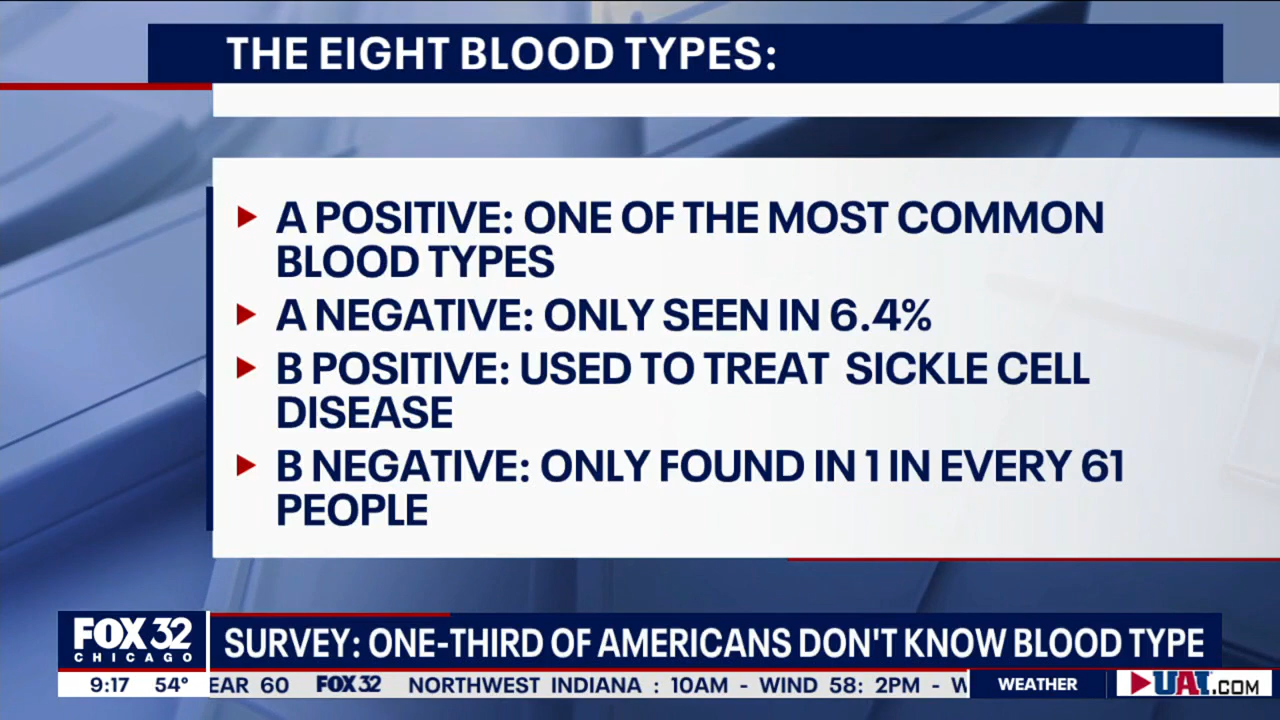 THE EIGHT BLOOD TYPES:
A POSITIVE: ONE OF THE MOST COMMON
BLOOD TYPES
A NEGATIVE: ONLY SEEN IN 6.4%
B POSITIVE: USED TO TREAT SICKLE CELL
DISEASE
B NEGATIVE: ONLY FOUND IN 1 IN EVERY 61
PEOPLE
FOX 32
CHICAGO
SURVEY: ONE-THIRD OF AMERICANS DON'T KNOW BLOOD TYPE
9:17 54° EAR 60 FOX 32 NORTHWEST INDIANA : 10AM - WIND 58: 2PM - W WEATHER .COM